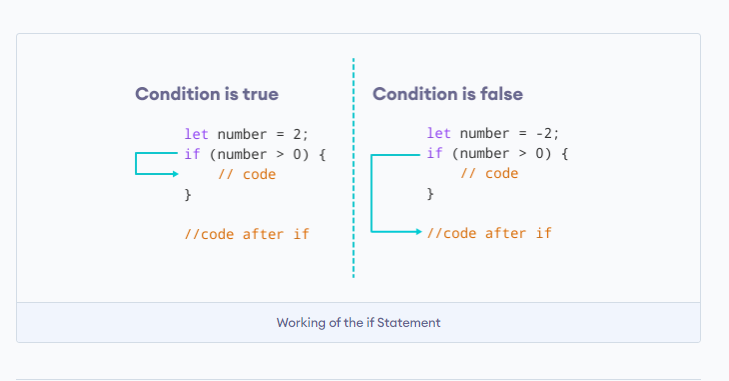 Condition is true
let number = 2;
if (number > 0) {
// code
}
//code after if
Condition is false
let number = -2;
if (number > 0) {
// code
}
//code after if
Working of the if Statement